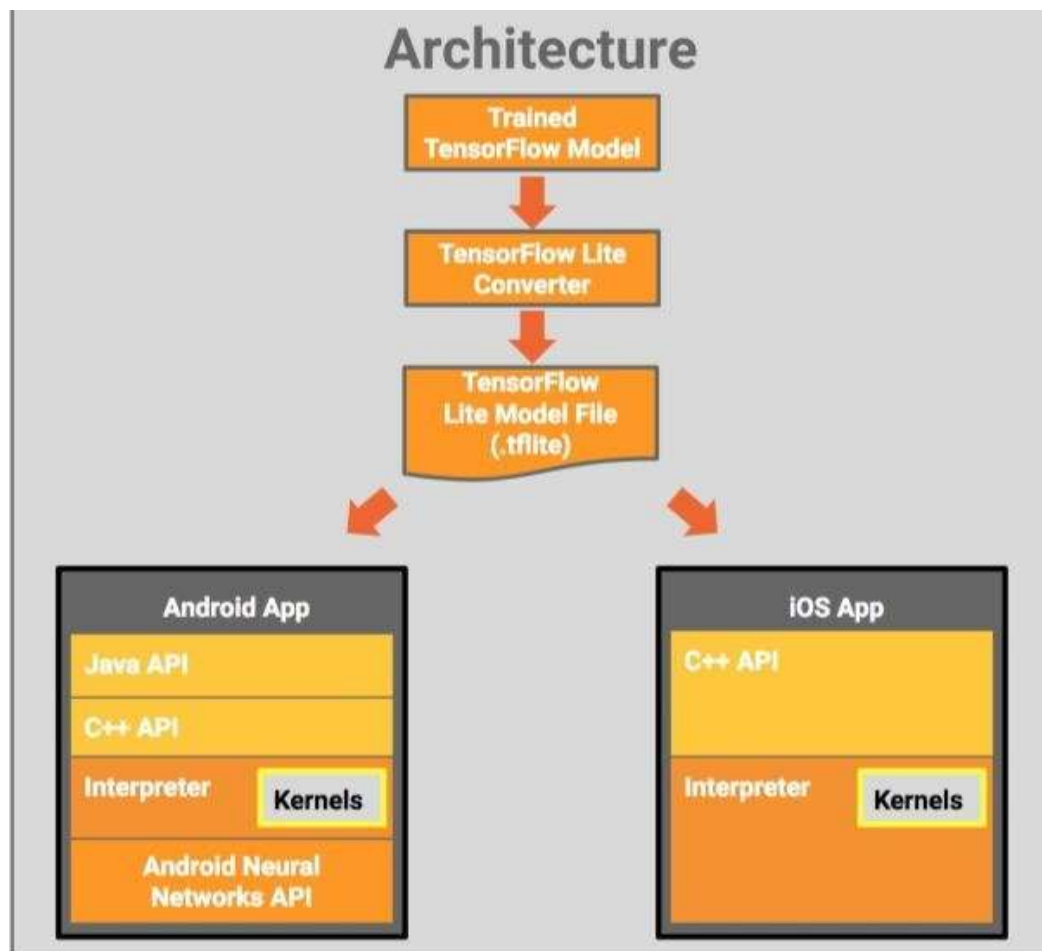 Architecture
Trained
TensorFlow Model
TensorFlow Lite
Converter
TensorFlow
Lite Model File
(.tflite)
Android App
Java API
C++ API
Interpreter
Kernels
Android Neural
Networks API
iOS App
C++ API
Interpreter
Kernels